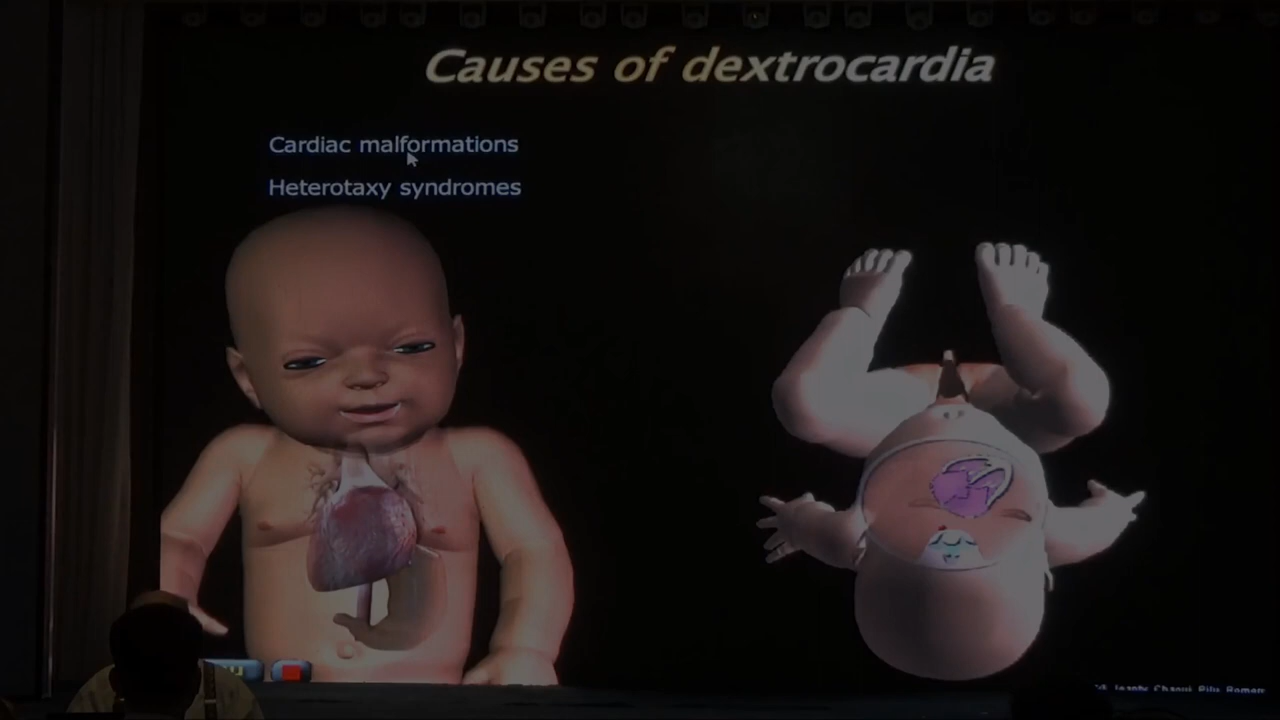 Causes of dextrocardia
Cardiac malformations
Heterotaxy syndromes